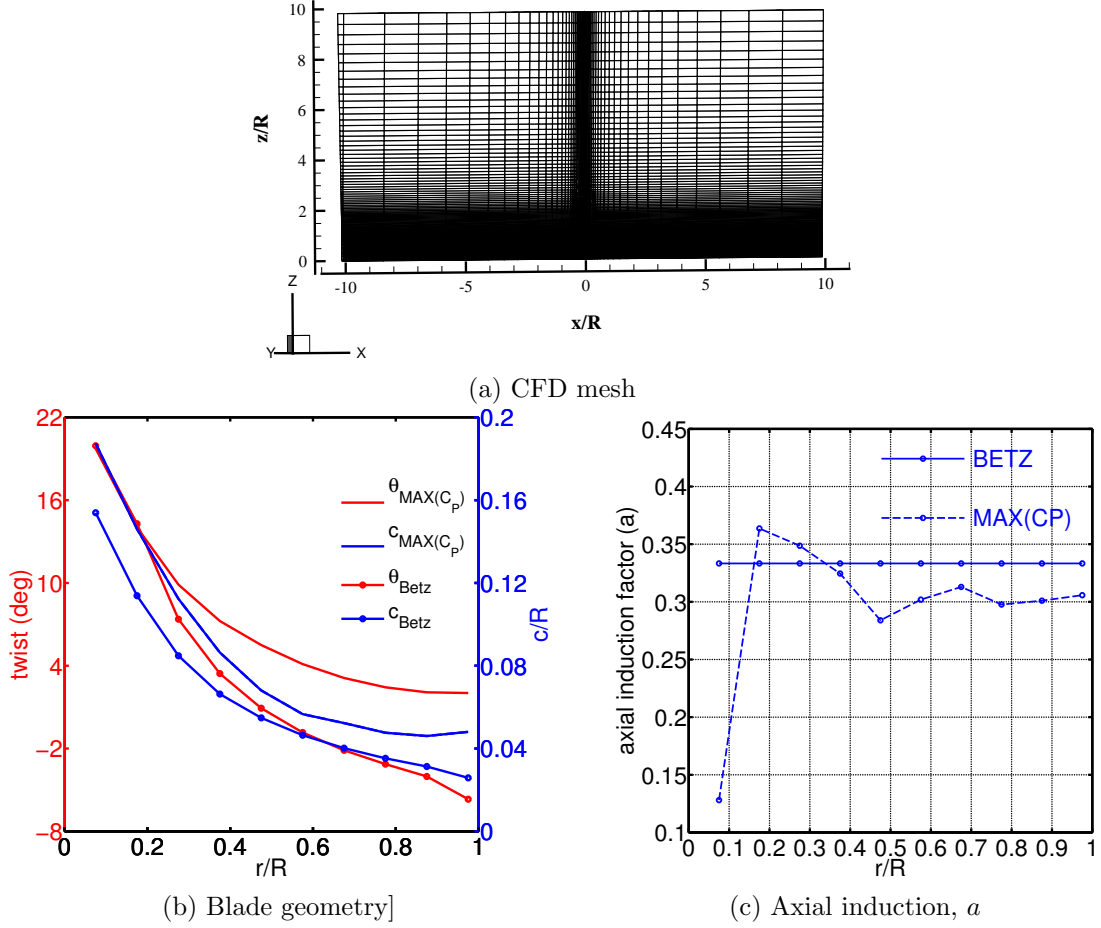 10
8
6
4
2
0
z/R
-10 -5 0 5 10
x/R
Z
Y X
(a) CFD mesh
22
16
10
4
−2
−8
twist (deg)
0 0.2 0.4 0.6 0.8 1
r/R
0.2
0.16
0.12
0.08
0.04
0
c/R
θMAX(CP)
cMAX(CP)
θBetz
cBetz
(b) Blade geometry]
0.45
0.4
0.35
0.3
0.25
0.2
0.15
0.1
axial induction factor (a)
0 0.1 0.2 0.3 0.4 0.5 0.6 0.7 0.8 0.9 1
r/R
BETZ
MAX(CP)
(c) Axial induction, a